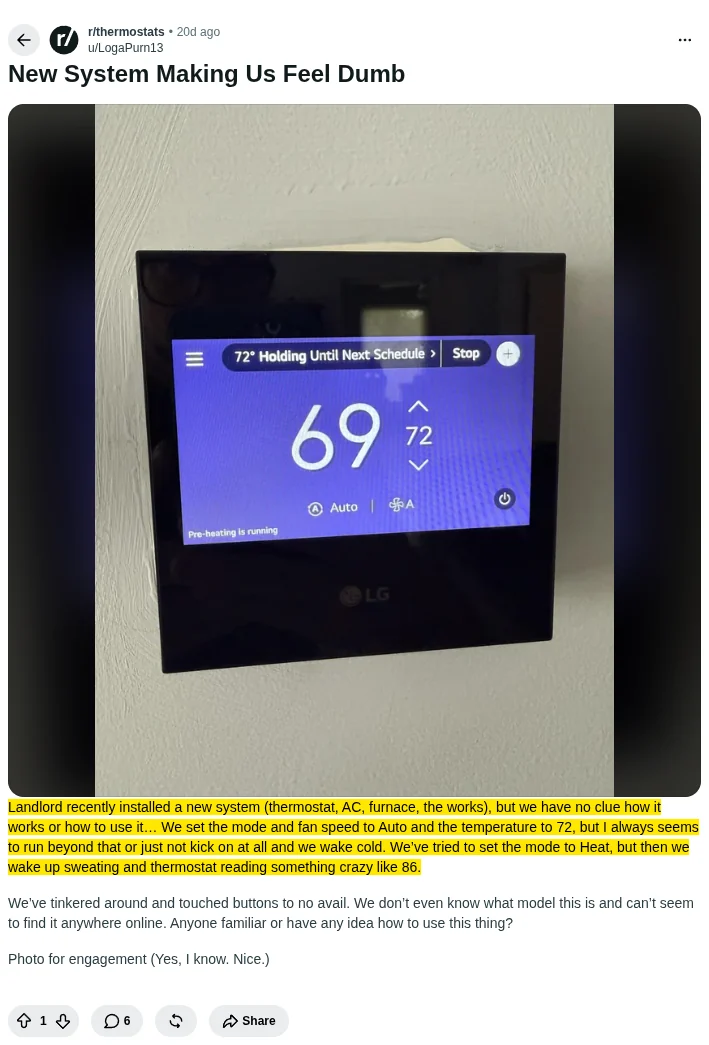 r/thermostats • 20d ago
u/LogaPurn13
New System Making Us Feel Dumb
72° Holding Until Next Schedule › Stop
69
72
A Auto | A
Pre-heating is running
LG
Landlord recently installed a new system (thermostat, AC, furnace, the works), but we have no clue how it
works or how to use it… We set the mode and fan speed to Auto and the temperature to 72, but I always seems
to run beyond that or just not kick on at all and we wake cold. We’ve tried to set the mode to Heat, but then we
wake up sweating and thermostat reading something crazy like 86.
We’ve tinkered around and touched buttons to no avail. We don’t even know what model this is and can’t seem
to find it anywhere online. Anyone familiar or have any idea how to use this thing?
Photo for engagement (Yes, I know. Nice.)
1 6 Share